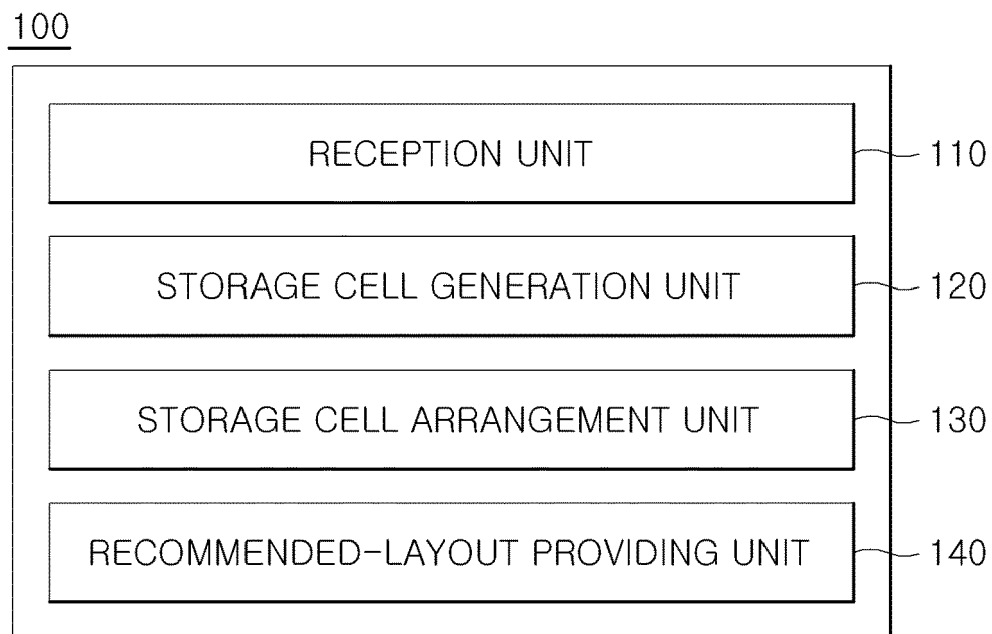 100
RECEPTION UNIT 110
STORAGE CELL GENERATION UNIT 120
STORAGE CELL ARRANGEMENT UNIT 130
RECOMMENDED-LAYOUT PROVIDING UNIT 140